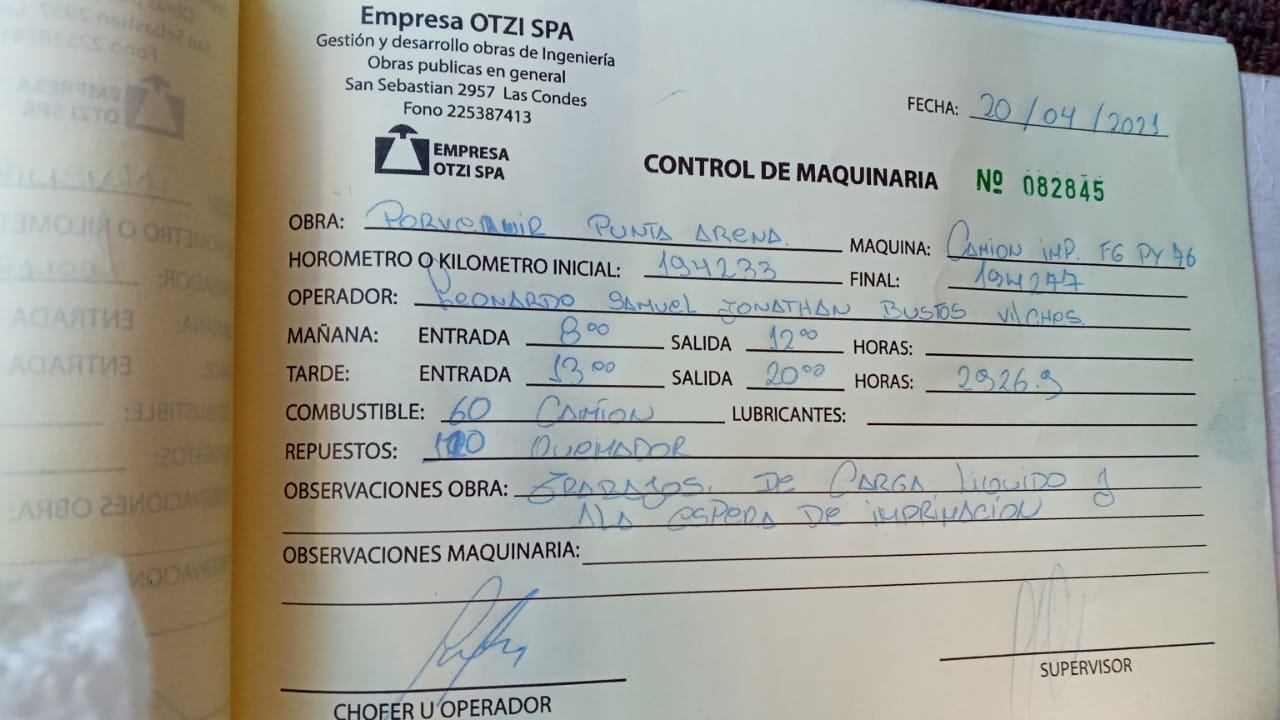 Empresa OTZI SPA
Gestión y desarrollo obras de Ingeniería
Obras publicas en general
San Sebastian 2957 Las Condes
Fono 225387413
EMPRESA
OTZI SPA
FECHA: 20/04/2021
CONTROL DE MAQUINARIA Nº 082845
OBRA: PORVENIR PUNTA ARENA. MAQUINA: CAMION IMP. FG PY 76
HOROMETRO O KILOMETRO INICIAL: 194233 FINAL: 194277
OPERADOR: LEONARDO SAMUEL JONATHAN BUSTOS VILCHES.
MAÑANA: ENTRADA 8:00 SALIDA 12:00 HORAS:
TARDE: ENTRADA 13:00 SALIDA 20:00 HORAS: 2926.9
COMBUSTIBLE: 60 CAMION LUBRICANTES:
REPUESTOS: QUEMADOR
OBSERVACIONES OBRA: TRABAJOS. DE CARGA LIQUIDO Y
ALA ESPERA DE IMPRIMACION
OBSERVACIONES MAQUINARIA:
CHOFER U OPERADOR
SUPERVISOR